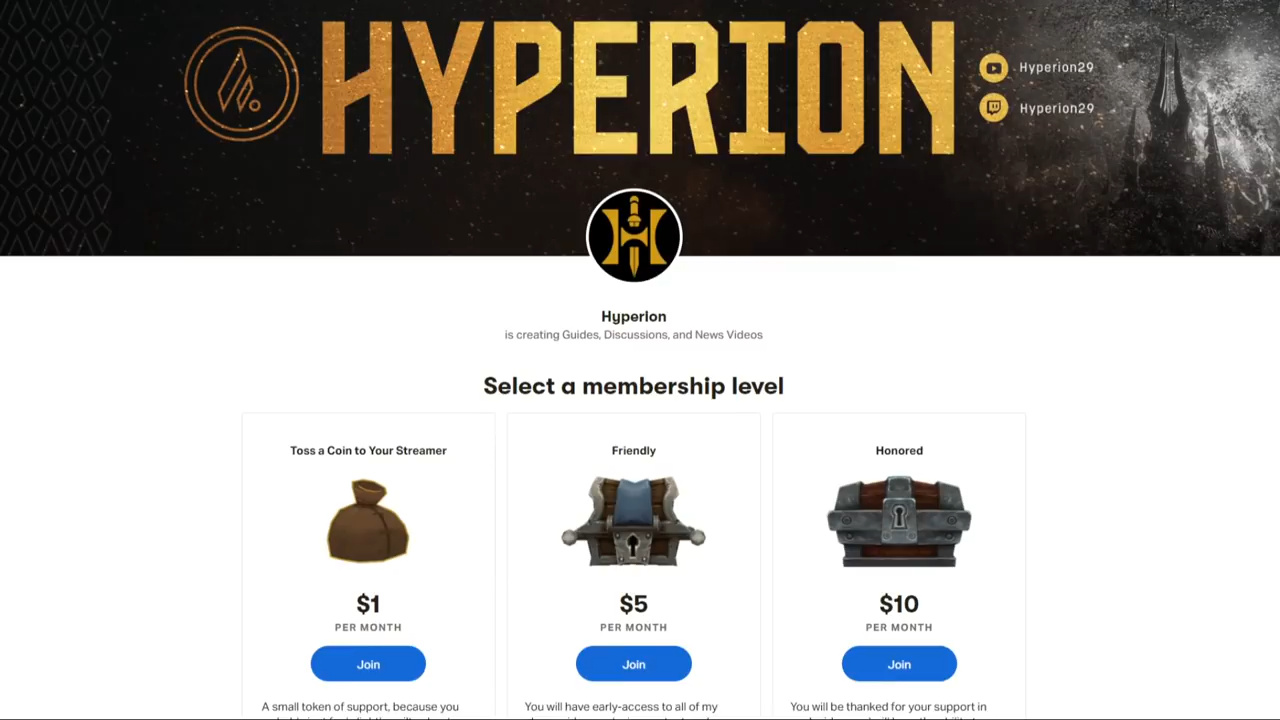 HYPERION
Hyperion29
Hyperion29
Hyperion
is creating Guides, Discussions, and News Videos
Select a membership level
Toss a Coin to Your Streamer
$1
PER MONTH
Join
A small token of support, because you
Friendly
$5
PER MONTH
Join
You will have early-access to all of my
Honored
$10
PER MONTH
Join
You will be thanked for your support in